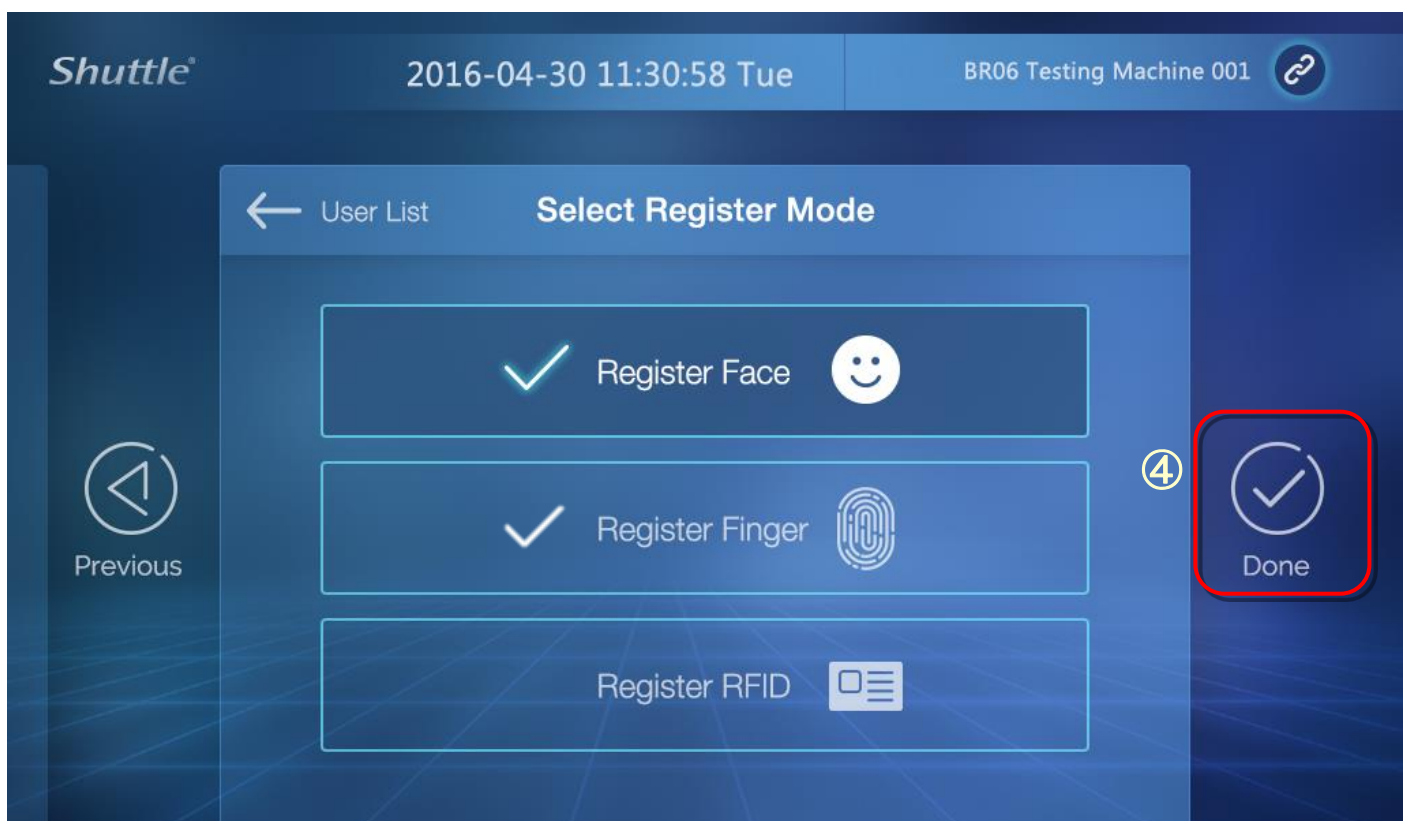 Shuttle®
2016-04-30 11:30:58 Tue
BR06 Testing Machine 001
User List
Select Register Mode
Register Face
④
Register Finger
Previous
Done
Register RFID